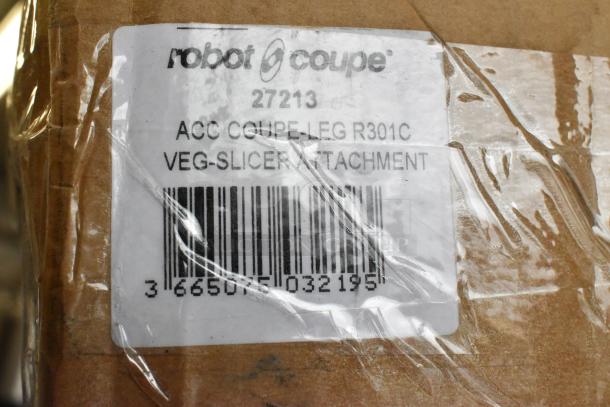 robot coupe®
27213
ACC COUPE-LEG R301C
VEG-SLICER ATTACHMENT
3 665075 032195